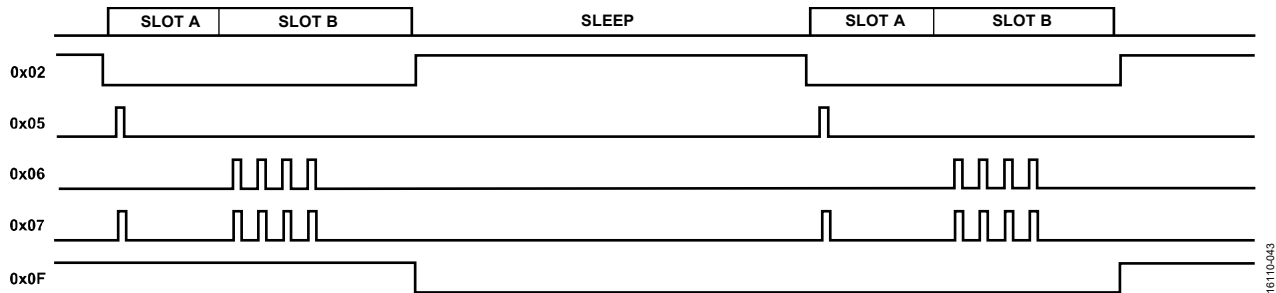 SLOT A SLOT B SLEEP SLOT A SLOT B
0x02
0x05
0x06
0x07
0x0F
16110-043